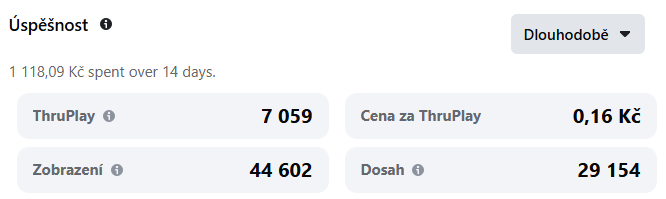 Úspěšnost
Dlouhodobě
1 118,09 Kč spent over 14 days.
ThruPlay 7 059
Cena za ThruPlay 0,16 Kč
Zobrazení 44 602
Dosah 29 154